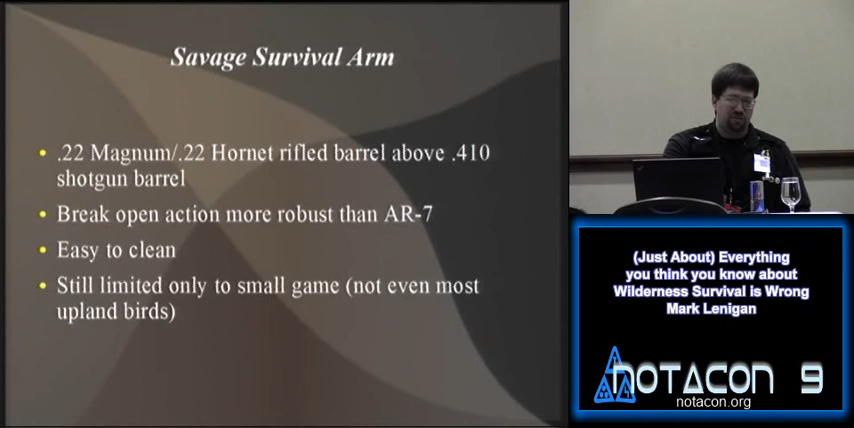 Savage Survival Arm
.22 Magnum/.22 Hornet rifled barrel above .410
shotgun barrel
Break open action more robust than AR-7
Easy to clean
Still limited only to small game (not even most
upland birds)
(Just About) Everything
you think you know about
Wilderness Survival is Wrong
Mark Lenigan
NOTACON 9
notacon.org